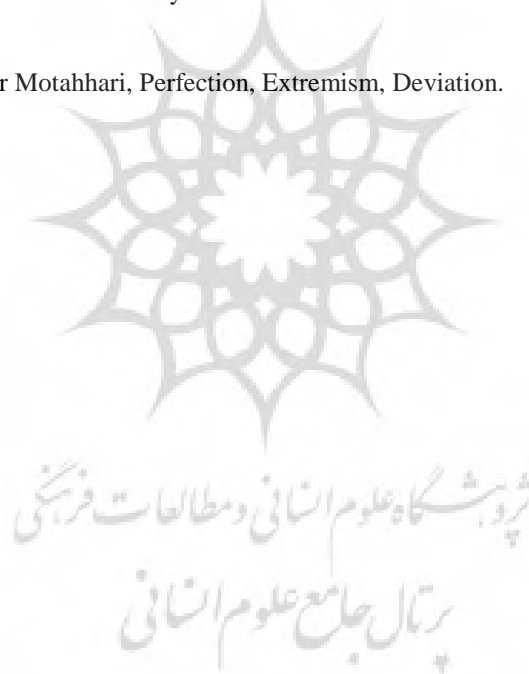 r Motahhari, Perfection, Extremism, Deviation.
پژوهشگاه علوم انسانی و مطالعات فرهنگی
پرتال جامع علوم انسانی